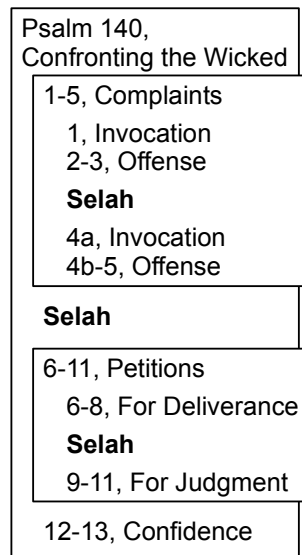 Psalm 140,
Confronting the Wicked
1-5, Complaints
1, Invocation
2-3, Offense
Selah
4a, Invocation
4b-5, Offense
Selah
6-11, Petitions
6-8, For Deliverance
Selah
9-11, For Judgment
12-13, Confidence